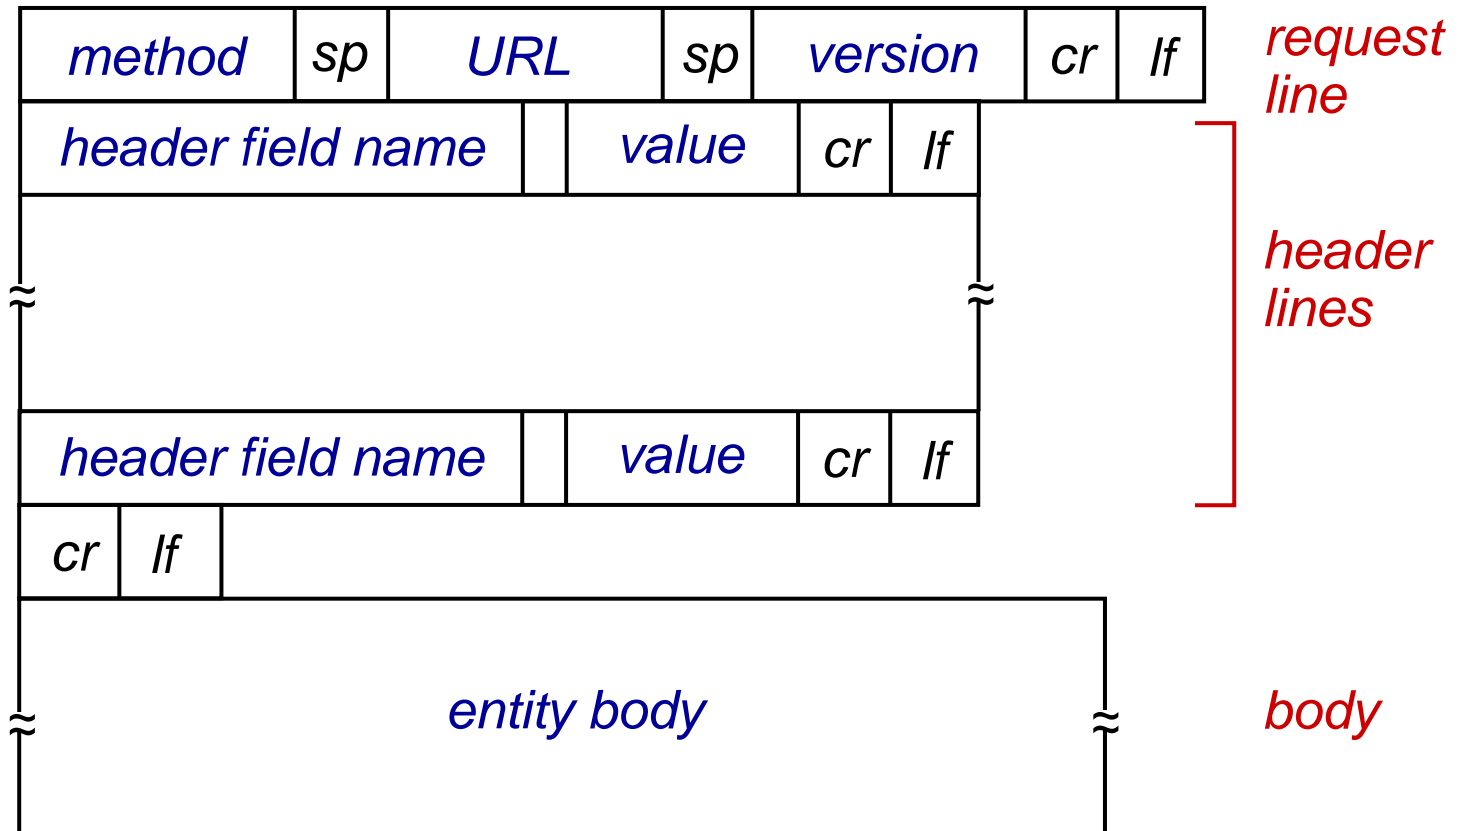 method sp URL sp version cr lf
request
line
header field name value cr lf
header
lines
header field name value cr lf
cr lf
entity body
body